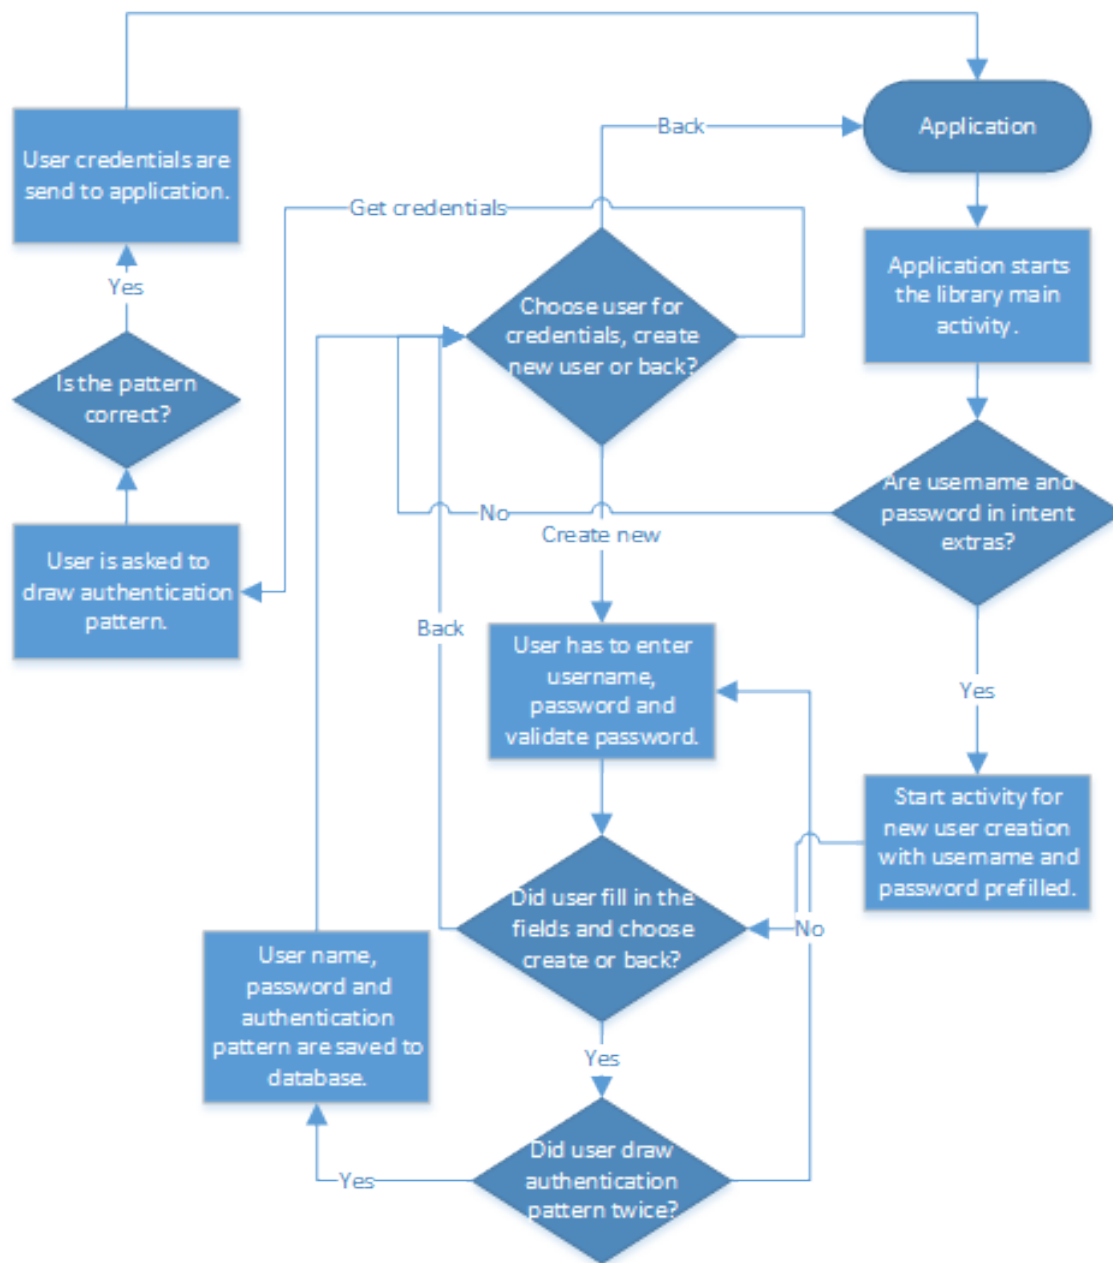 Application
Back
User credentials are
send to application.
Get credentials
Application starts
the library main
activity.
Yes
Choose user for
credentials, create
new user or back?
Is the pattern
correct?
Are username and
password in intent
extras?
No
Create new
User is asked to
draw authentication
pattern.
Back
User has to enter
username,
password and
validate password.
Yes
Start activity for
new user creation
with username and
password prefilled.
Did user fill in the
fields and choose
create or back?
No
User name,
password and
authentication
pattern are saved to
database.
Yes
Did user draw
authentication
pattern twice?
Yes